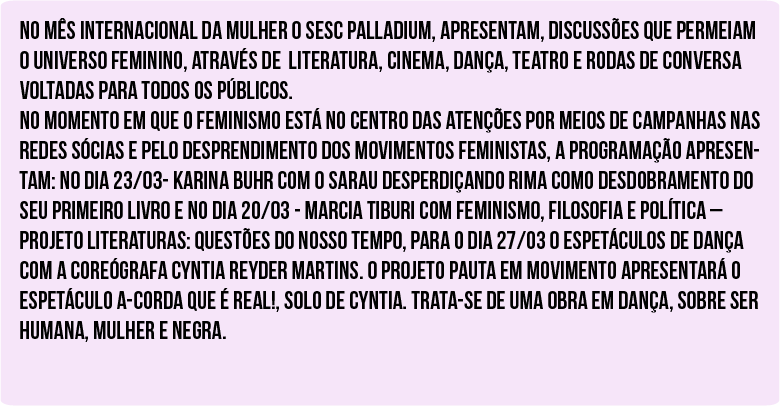 NO MÊS INTERNACIONAL DA MULHER O SESC PALLADIUM, APRESENTAM, DISCUSSÕES QUE PERMEIAM
O UNIVERSO FEMININO, ATRAVÉS DE LITERATURA, CINEMA, DANÇA, TEATRO E RODAS DE CONVERSA
VOLTADAS PARA TODOS OS PÚBLICOS.
NO MOMENTO EM QUE O FEMINISMO ESTÁ NO CENTRO DAS ATENÇÕES POR MEIOS DE CAMPANHAS NAS
REDES SÓCIAS E PELO DESPRENDIMENTO DOS MOVIMENTOS FEMINISTAS, A PROGRAMAÇÃO APRESEN-
TAM: NO DIA 23/03- KARINA BUHR COM O SARAU DESPERDIÇANDO RIMA COMO DESDOBRAMENTO DO
SEU PRIMEIRO LIVRO E NO DIA 20/03 - MARCIA TIBURI COM FEMINISMO, FILOSOFIA E POLÍTICA –
PROJETO LITERATURAS: QUESTÕES DO NOSSO TEMPO, PARA O DIA 27/03 O ESPETÁCULOS DE DANÇA
COM A COREÓGRAFA CYNTIA REYDER MARTINS. O PROJETO PAUTA EM MOVIMENTO APRESENTARÁ O
ESPETÁCULO A-CORDA QUE É REAL!, SOLO DE CYNTIA. TRATA-SE DE UMA OBRA EM DANÇA, SOBRE SER
HUMANA, MULHER E NEGRA.